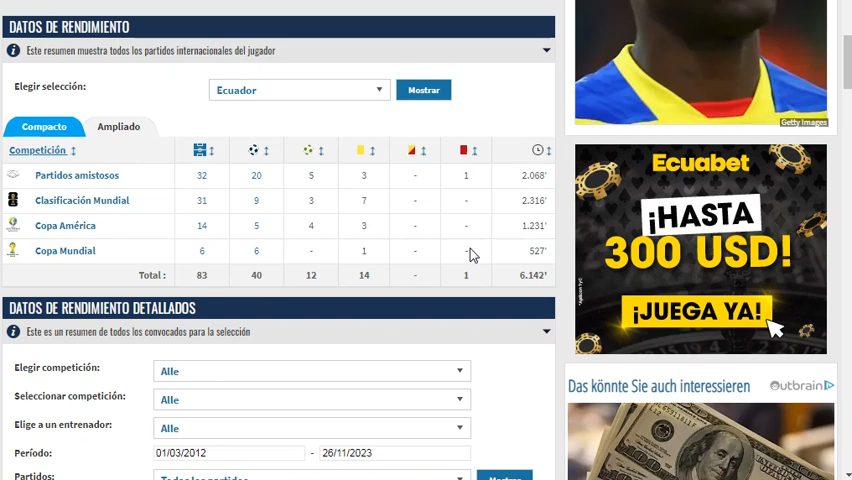 DATOS DE RENDIMIENTO
Este resumen muestra todos los partidos internacionales del jugador
Elegir selección:
Ecuador
Mostrar
Compacto
Ampliado
Competición
Partidos amistosos 32 20 5 3 - 1 2.068'
Clasificación Mundial 31 9 3 7 - - 2.316'
Copa América 14 5 4 3 - - 1.231'
Copa Mundial 6 6 - 1 - - 527'
Total : 83 40 12 14 - 1 6.142'
DATOS DE RENDIMIENTO DETALLADOS
Este es un resumen de todos los convocados para la selección
Elegir competición: Alle
Seleccionar competición: Alle
Elige a un entrenador: Alle
Período: 01/03/2012 - 26/11/2023
Partidos: Todos los partidos Mostrar
Getty Images
Ecuabet
¡HASTA
300 USD!
¡JUEGA YA!
Das könnte Sie auch interessieren
Outbrain
100